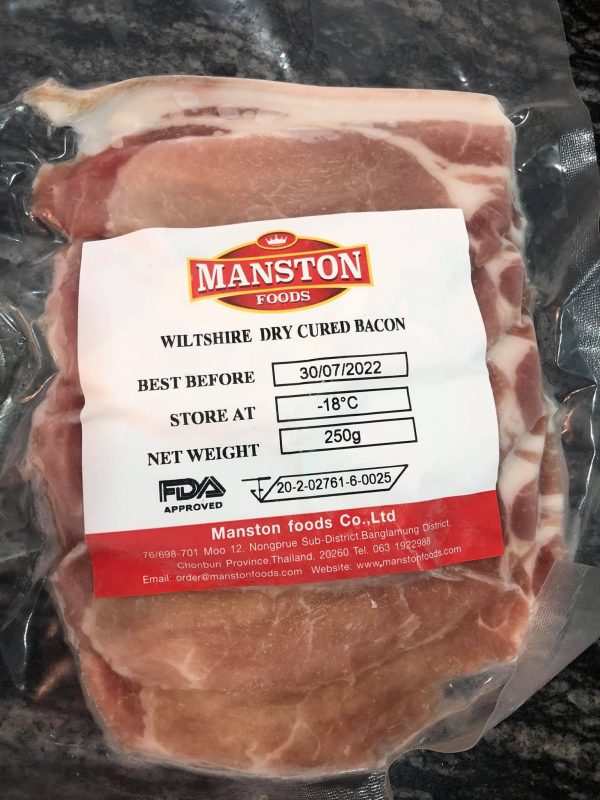 MANSTON
FOODS
WILTSHIRE DRY CURED BACON
BEST BEFORE 30/07/2022
STORE AT -18°C
NET WEIGHT 250g
FDA
APPROVED
20-2-02761-6-0025
Manston foods Co.,Ltd
76/698-701 Moo 12. Nongprue Sub-District.Banglamung District.
Chonburi Province,Thailand. 20260 Tel. 063 1922988
Email: order@manstonfoods.com Website: www.manstonfoods.com